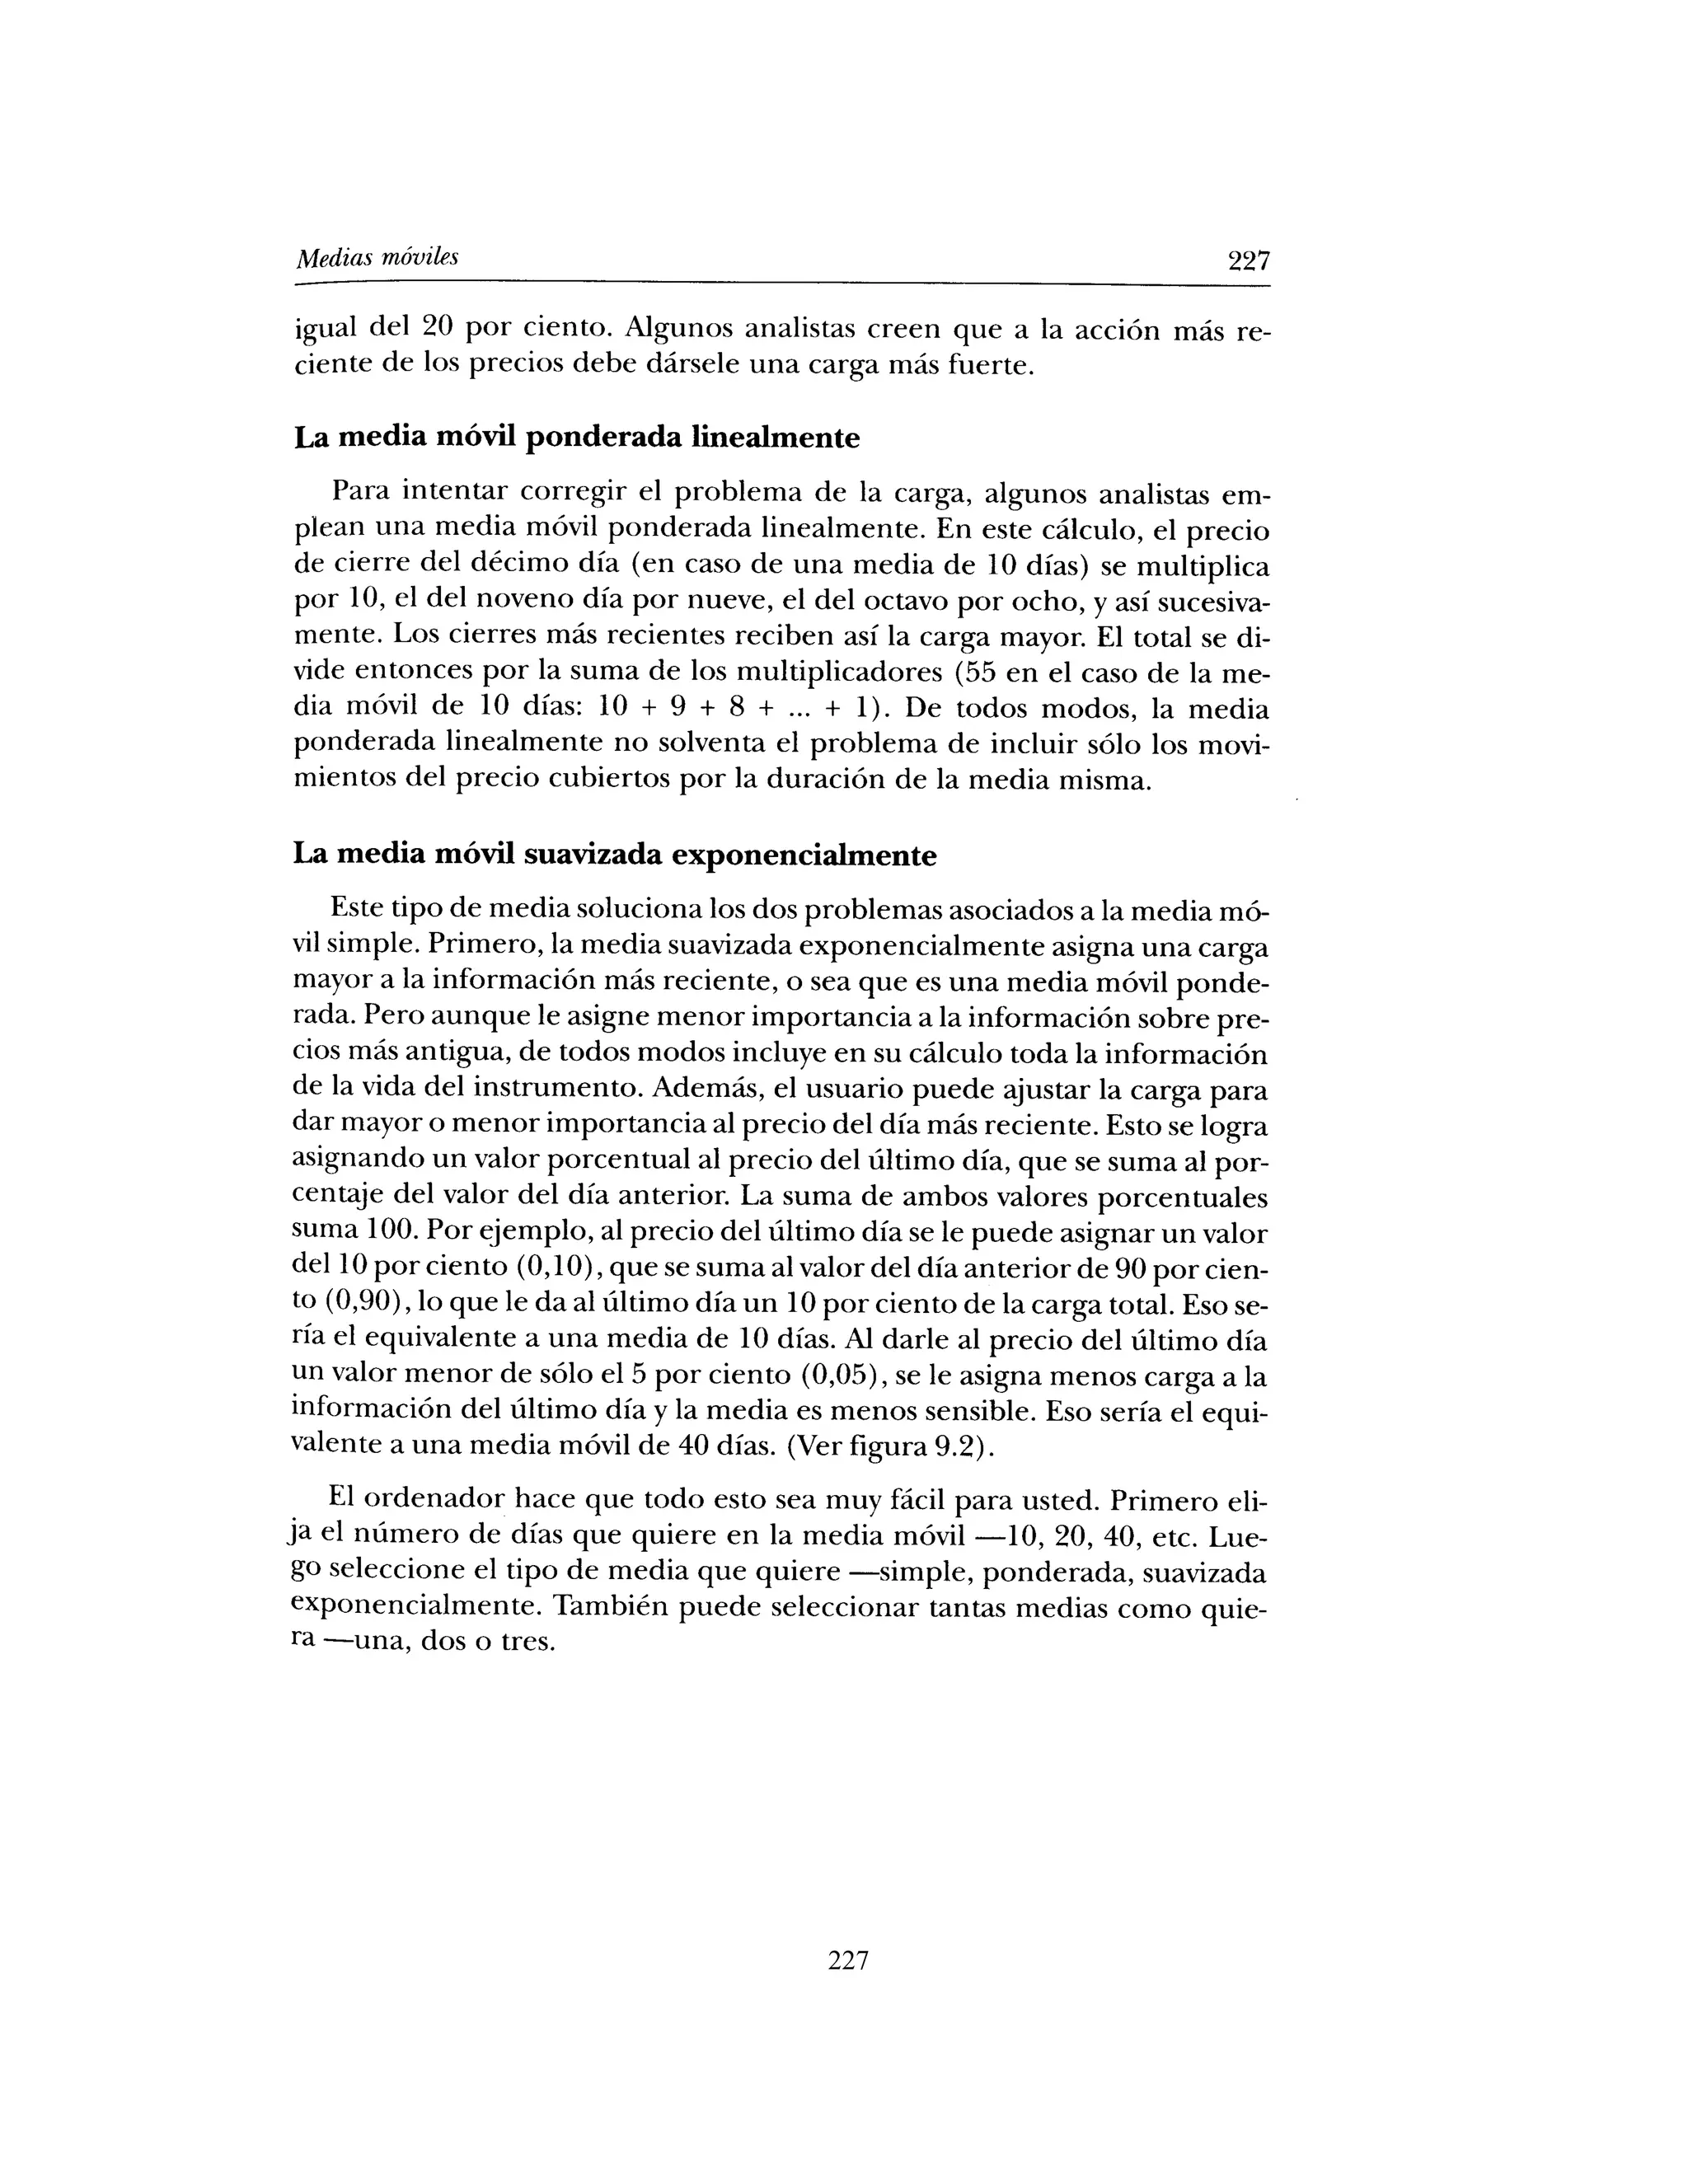 Medias móviles 227
igual del 20 por ciento. Algunos analistas creen que a la acción más re-
ciente de los precios debe dársele una carga más fuerte.
La media móvil ponderada linealmente
Para intentar corregir el problema de la carga, algunos analistas em-
plean una media móvil ponderada linealmente. En este cálculo, el precio
de cierre del décimo día (en caso de una media de 10 días) se multiplica
por 10, el del noveno día por nueve, el del octavo por ocho, y así sucesiva-
mente. Los cierres más recientes reciben así la carga mayor. El total se di-
vide entonces por la suma de los multiplicadores (55 en el caso de la me-
dia móvil de 10 días: 10 + 9 + 8 + ... + 1). De todos modos, la media
ponderada linealmente no solventa el problema de incluir sólo los movi-
mientos del precio cubiertos por la duración de la media misma.
La media móvil suavizada exponencialmente
Este tipo de media soluciona los dos problemas asociados a la media mó-
vil simple. Primero, la media suavizada exponencialmente asigna una carga
mayor a la información más reciente, o sea que es una media móvil ponde-
rada. Pero aunque le asigne menor importancia a la información sobre pre-
cios más antigua, de todos modos incluye en su cálculo toda la información
de la vida del instrumento. Además, el usuario puede ajustar la carga para
dar mayor o menor importancia al precio del día más reciente. Esto se logra
asignando un valor porcentual al precio del último día, que se suma al por-
centaje del valor del día anterior. La suma de ambos valores porcentuales
suma 100. Por ejemplo, al precio del último día se le puede asignar un valor
del 10 por ciento (0,10), que se suma al valor del día anterior de 90 por cien-
to (0,90), lo que le da al último día un 10 por ciento de la carga total. Eso se-
ría el equivalente a una media de 10 días. Al darle al precio del último día
un valor menor de sólo el 5 por ciento (0,05), se le asigna menos carga a la
información del último día y la media es menos sensible. Eso sería el equi-
valente a una media móvil de 40 días. (Ver figura 9.2).
El ordenador hace que todo esto sea muy fácil para usted. Primero eli-
ja el número de días que quiere en la media móvil —10, 20, 40, etc. Lue-
go seleccione el tipo de media que quiere —simple, ponderada, suavizada
exponencialmente. También puede seleccionar tantas medias como quie-
ra —una, dos o tres.
227